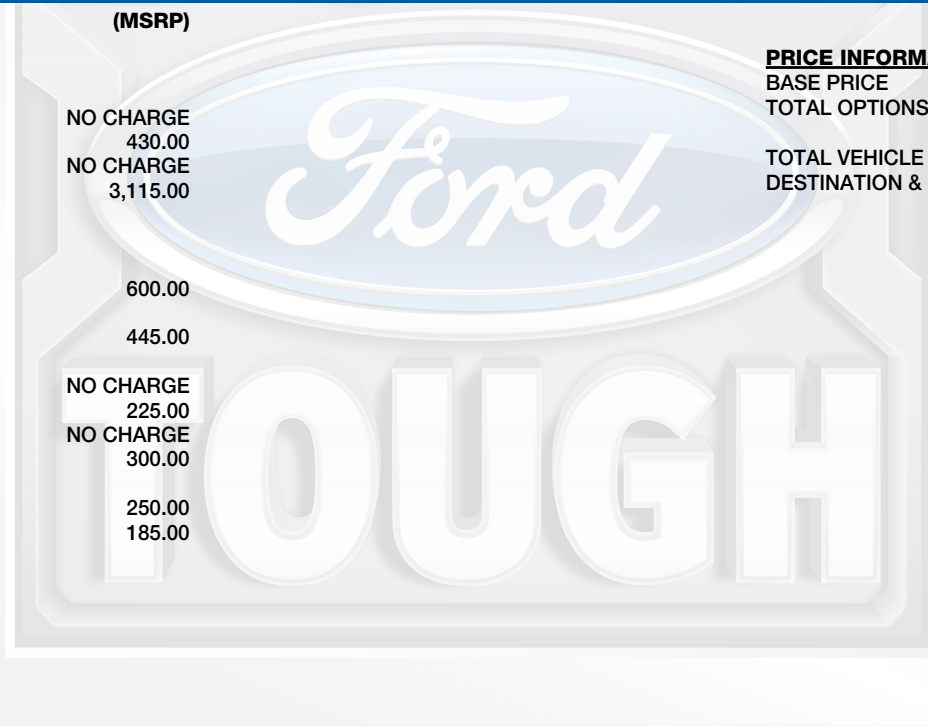 (MSRP)
NO CHARGE
430.00
NO CHARGE
3,115.00
600.00
445.00
NO CHARGE
225.00
NO CHARGE
300.00
250.00
185.00
PRICE
BASE PRICE
TOTAL OPTIONS
TOTAL VEHICLE
DESTINATION &
Ford
TOUGH